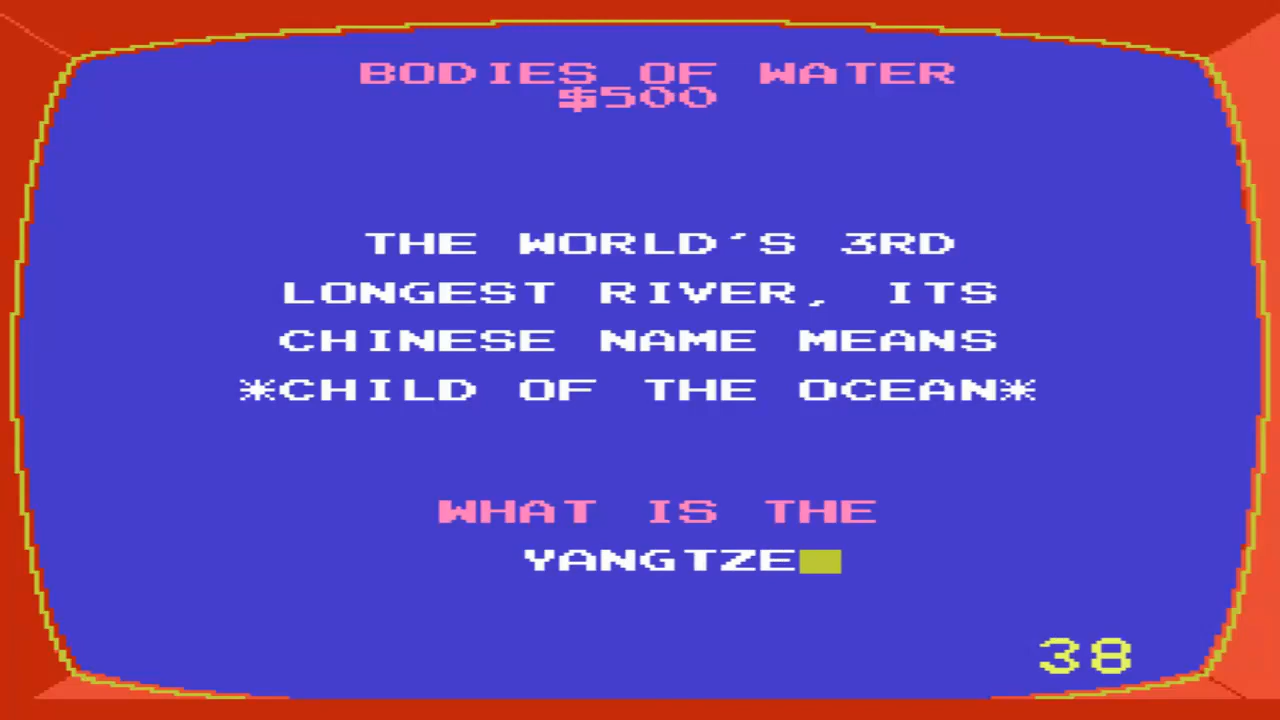 BODIES OF WATER
$500
THE WORLD'S 3RD
LONGEST RIVER, ITS
CHINESE NAME MEANS
*CHILD OF THE OCEAN*
WHAT IS THE
YANGTZE
38